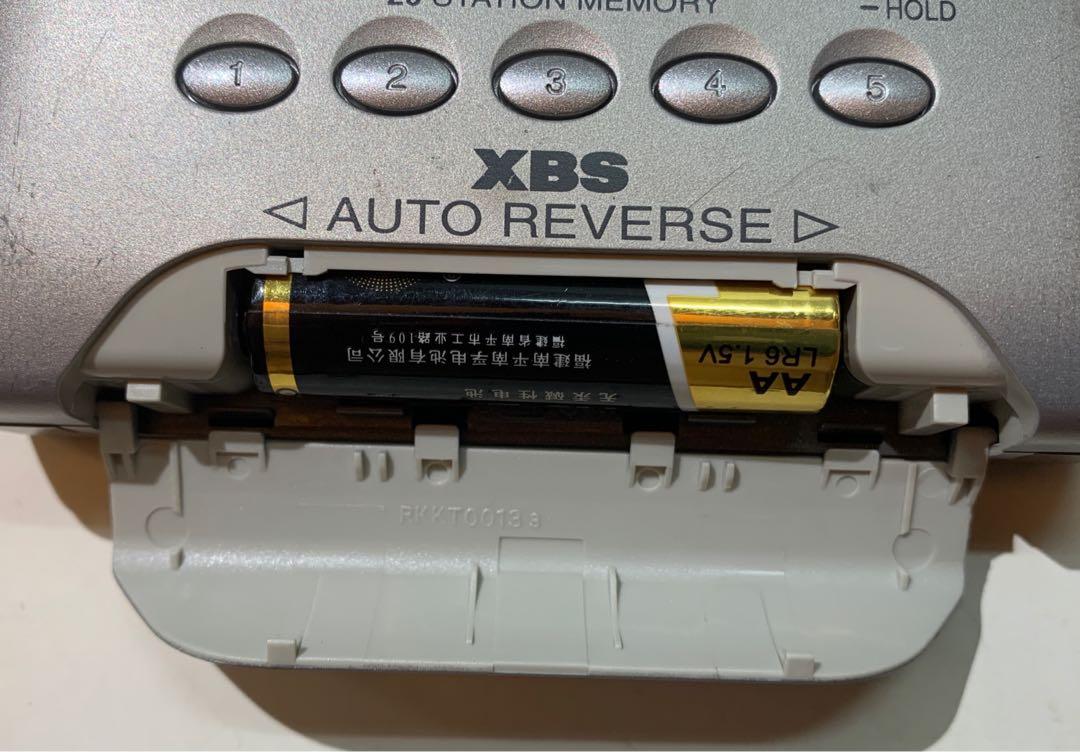 STATION MEMORY
– HOLD
1 2 3 4 5
XBS
◁ AUTO REVERSE ▷
AA
LR6 1.5V
无汞碱性电池
福建南平南孚电池有限公司
福建省南平市工业路109号
RKKT0013 3